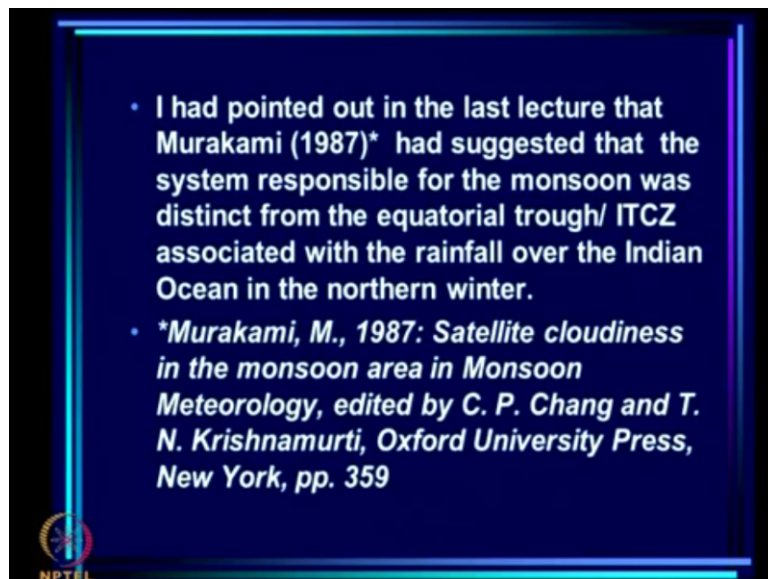 • I had pointed out in the last lecture that
Murakami (1987)* had suggested that the
system responsible for the monsoon was
distinct from the equatorial trough/ ITCZ
associated with the rainfall over the Indian
Ocean in the northern winter.
• *Murakami, M., 1987: Satellite cloudiness
in the monsoon area in Monsoon
Meteorology, edited by C. P. Chang and T.
N. Krishnamurti, Oxford University Press,
New York, pp. 359
NPTEL